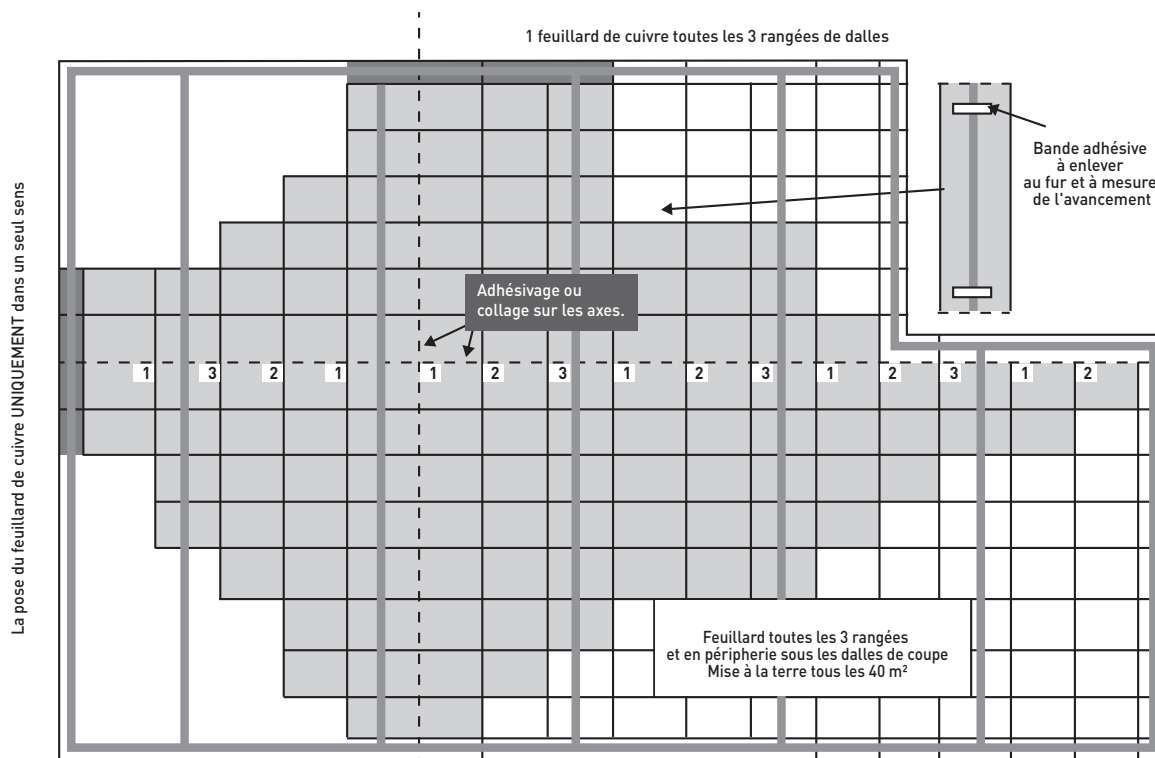 1 feuillard de cuivre toutes les 3 rangées de dalles
La pose du feuillard de cuivre UNIQUEMENT dans un seul sens
Bande adhésive
à enlever
au fur et à mesure
de l'avancement
Adhésivage ou
collage sur les axes.
1 3 2 1 1 2 3 1 2 3 1 2 3 1 2
Feuillard toutes les 3 rangées
et en péripherie sous les dalles de coupe
Mise à la terre tous les 40 m²